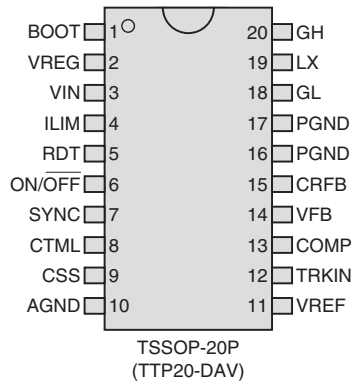 BOOT 1 20 GH
VREG 2 19 LX
VIN 3 18 GL
ILIM 4 17 PGND
RDT 5 16 PGND
ON/OFF 6 15 CRFB
SYNC 7 14 VFB
CTML 8 13 COMP
CSS 9 12 TRKIN
AGND 10 11 VREF
TSSOP-20P
(TTP20-DAV)